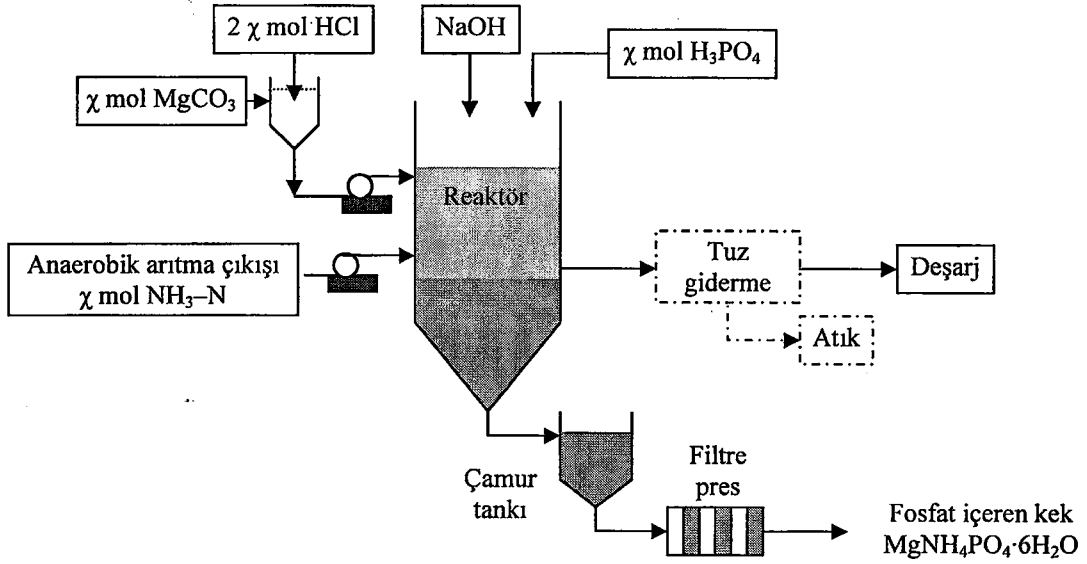 2 χ mol HCl
NaOH
χ mol H₃PO₄
χ mol MgCO₃
Reaktör
Anaerobik arıtma çıkışı
χ mol NH₃–N
Tuz
giderme
Deşarj
Atık
Çamur
tankı
Filtre
pres
Fosfat içeren kek
MgNH₄PO₄·6H₂O